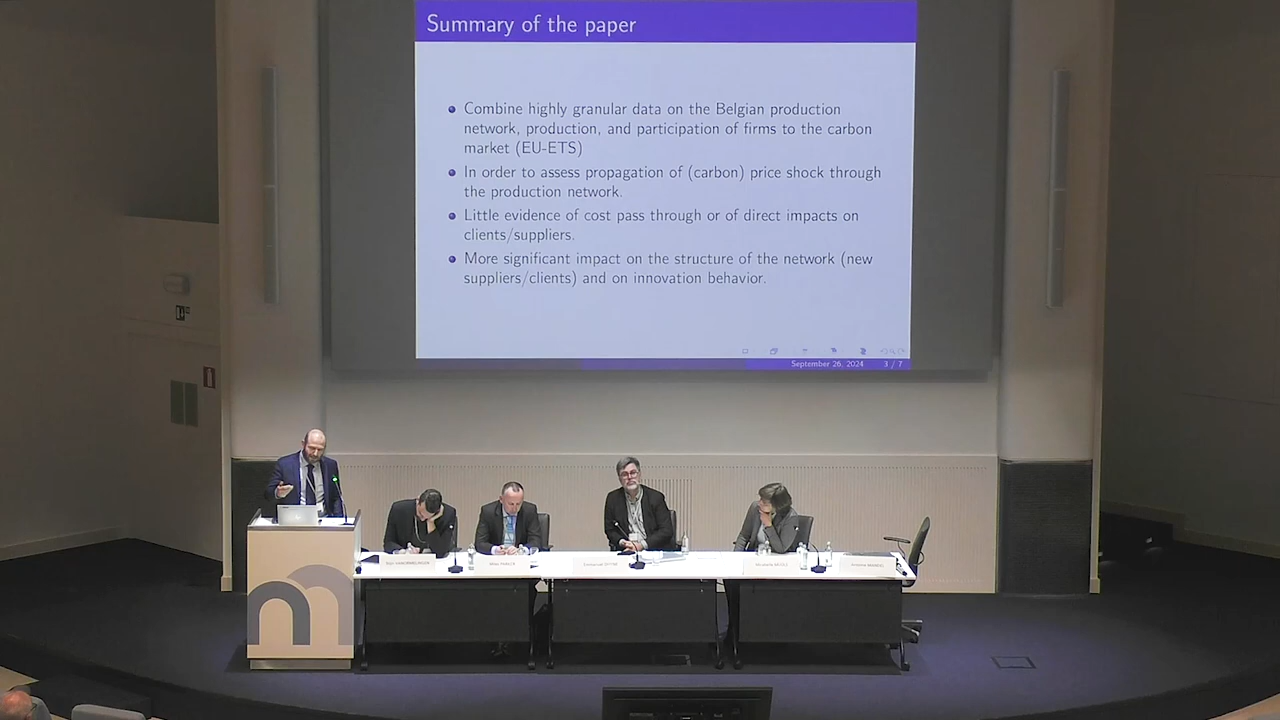 Summary of the paper
Combine highly granular data on the Belgian production
network, production, and participation of firms to the carbon
market (EU-ETS)
In order to assess propagation of (carbon) price shock through
the production network.
Little evidence of cost pass through or of direct impacts on
clients/suppliers.
More significant impact on the structure of the network (new
suppliers/clients) and on innovation behavior.
September 26, 2024 3 / 7